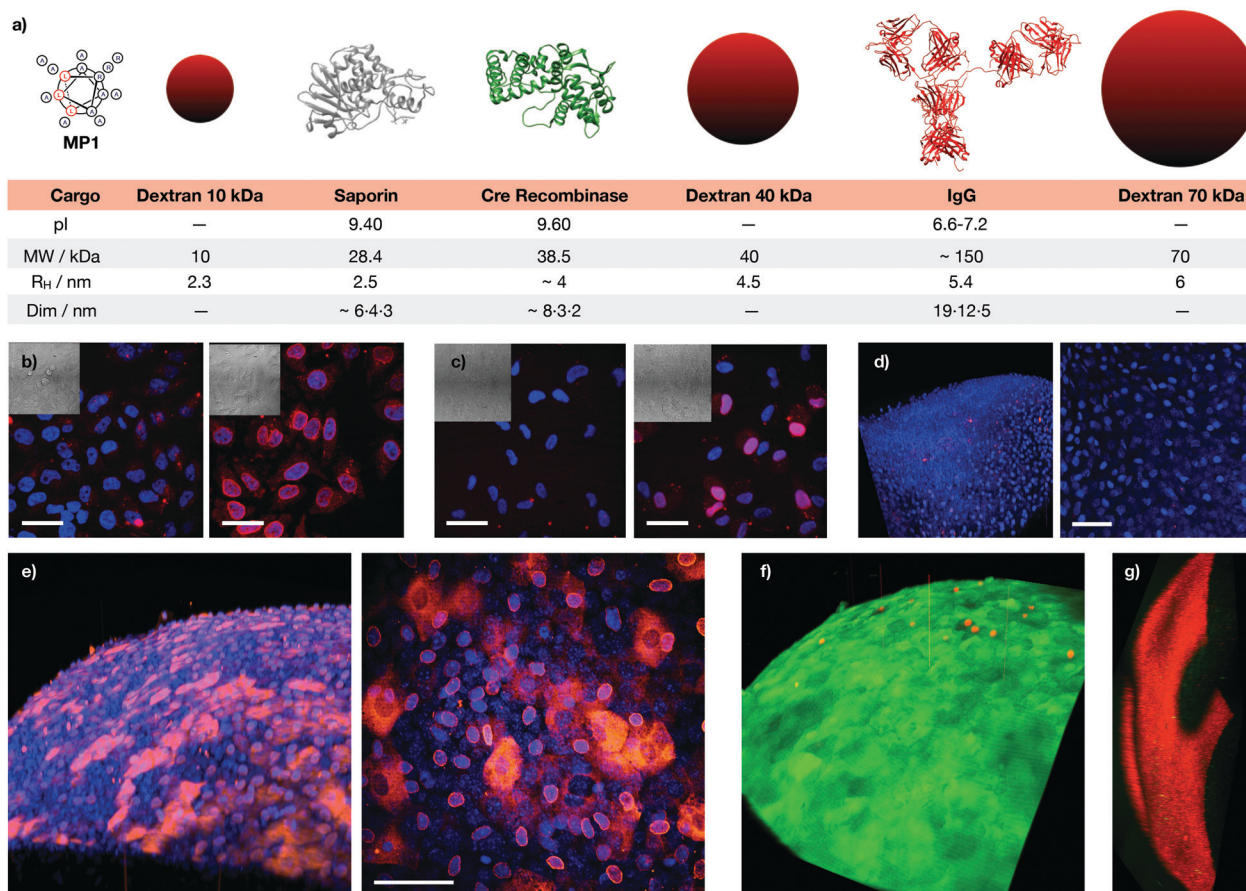 a)
A A A R R
A A R
L A
L A
L A
A A
MP1
Cargo Dextran 10 kDa Saporin Cre Recombinase Dextran 40 kDa IgG Dextran 70 kDa
pI — 9.40 9.60 — 6.6-7.2 —
MW / kDa 10 28.4 38.5 40 ~ 150 70
RH / nm 2.3 2.5 ~ 4 4.5 5.4 6
Dim / nm — ~ 6·4·3 ~ 8·3·2 — 19·12·5 —
b) c) d)
e) f) g)